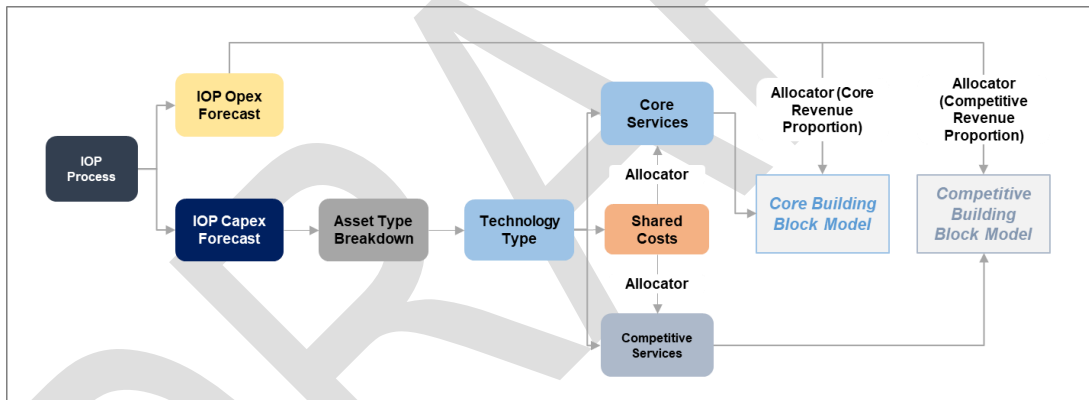 IOP Opex
Forecast
IOP
Process
IOP Capex
Forecast
Asset Type
Breakdown
Technology
Type
Core
Services
Allocator
Shared
Costs
Allocator
Competitive
Services
Allocator (Core
Revenue
Proportion)
Allocator
(Competitive
Revenue
Proportion)
Core Building
Block Model
Competitive
Building
Block Model